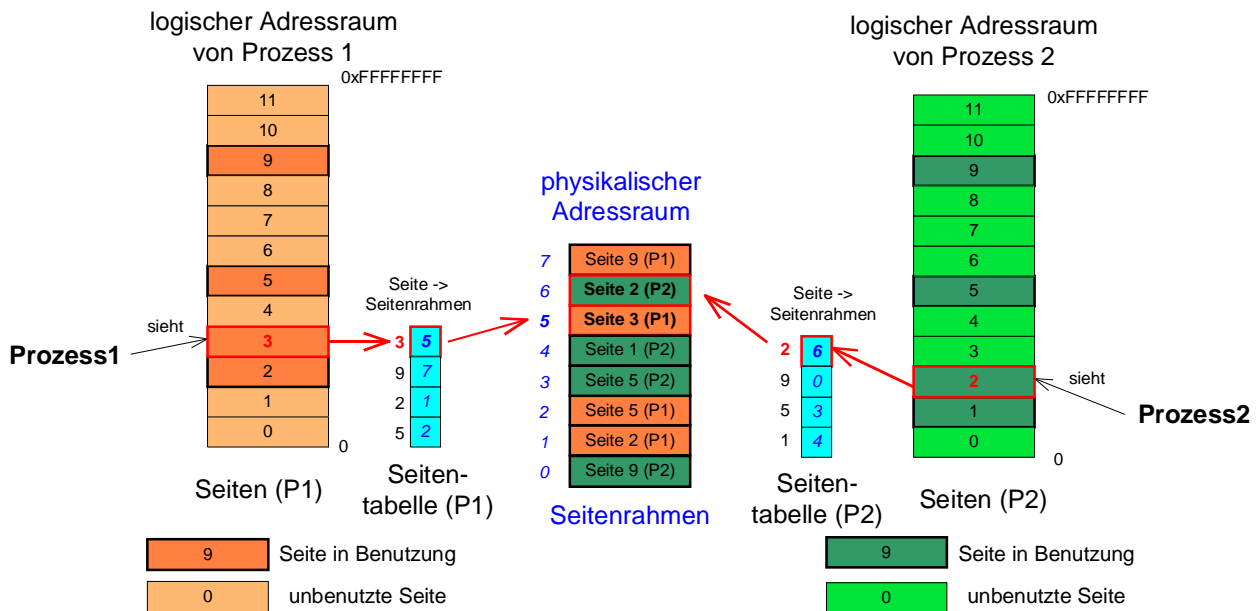 logischer Adressraum
von Prozess 1
0xFFFFFFFF
11
10
9
8
7
6
5
4
3
2
1
0
0
sieht
Prozess1
Seiten (P1)
Seite ->
Seitenrahmen
3 5
9 7
2 1
5 2
Seiten-
tabelle (P1)
physikalischer
Adressraum
7 Seite 9 (P1)
6 Seite 2 (P2)
5 Seite 3 (P1)
4 Seite 1 (P2)
3 Seite 5 (P2)
2 Seite 5 (P1)
1 Seite 2 (P1)
0 Seite 9 (P2)
Seitenrahmen
Seite ->
Seitenrahmen
2 6
9 0
5 3
1 4
Seiten-
tabelle (P2)
logischer Adressraum
von Prozess 2
0xFFFFFFFF
11
10
9
8
7
6
5
4
3
2
1
0
0
sieht
Prozess2
Seiten (P2)
9 Seite in Benutzung
0 unbenutzte Seite
9 Seite in Benutzung
0 unbenutzte Seite